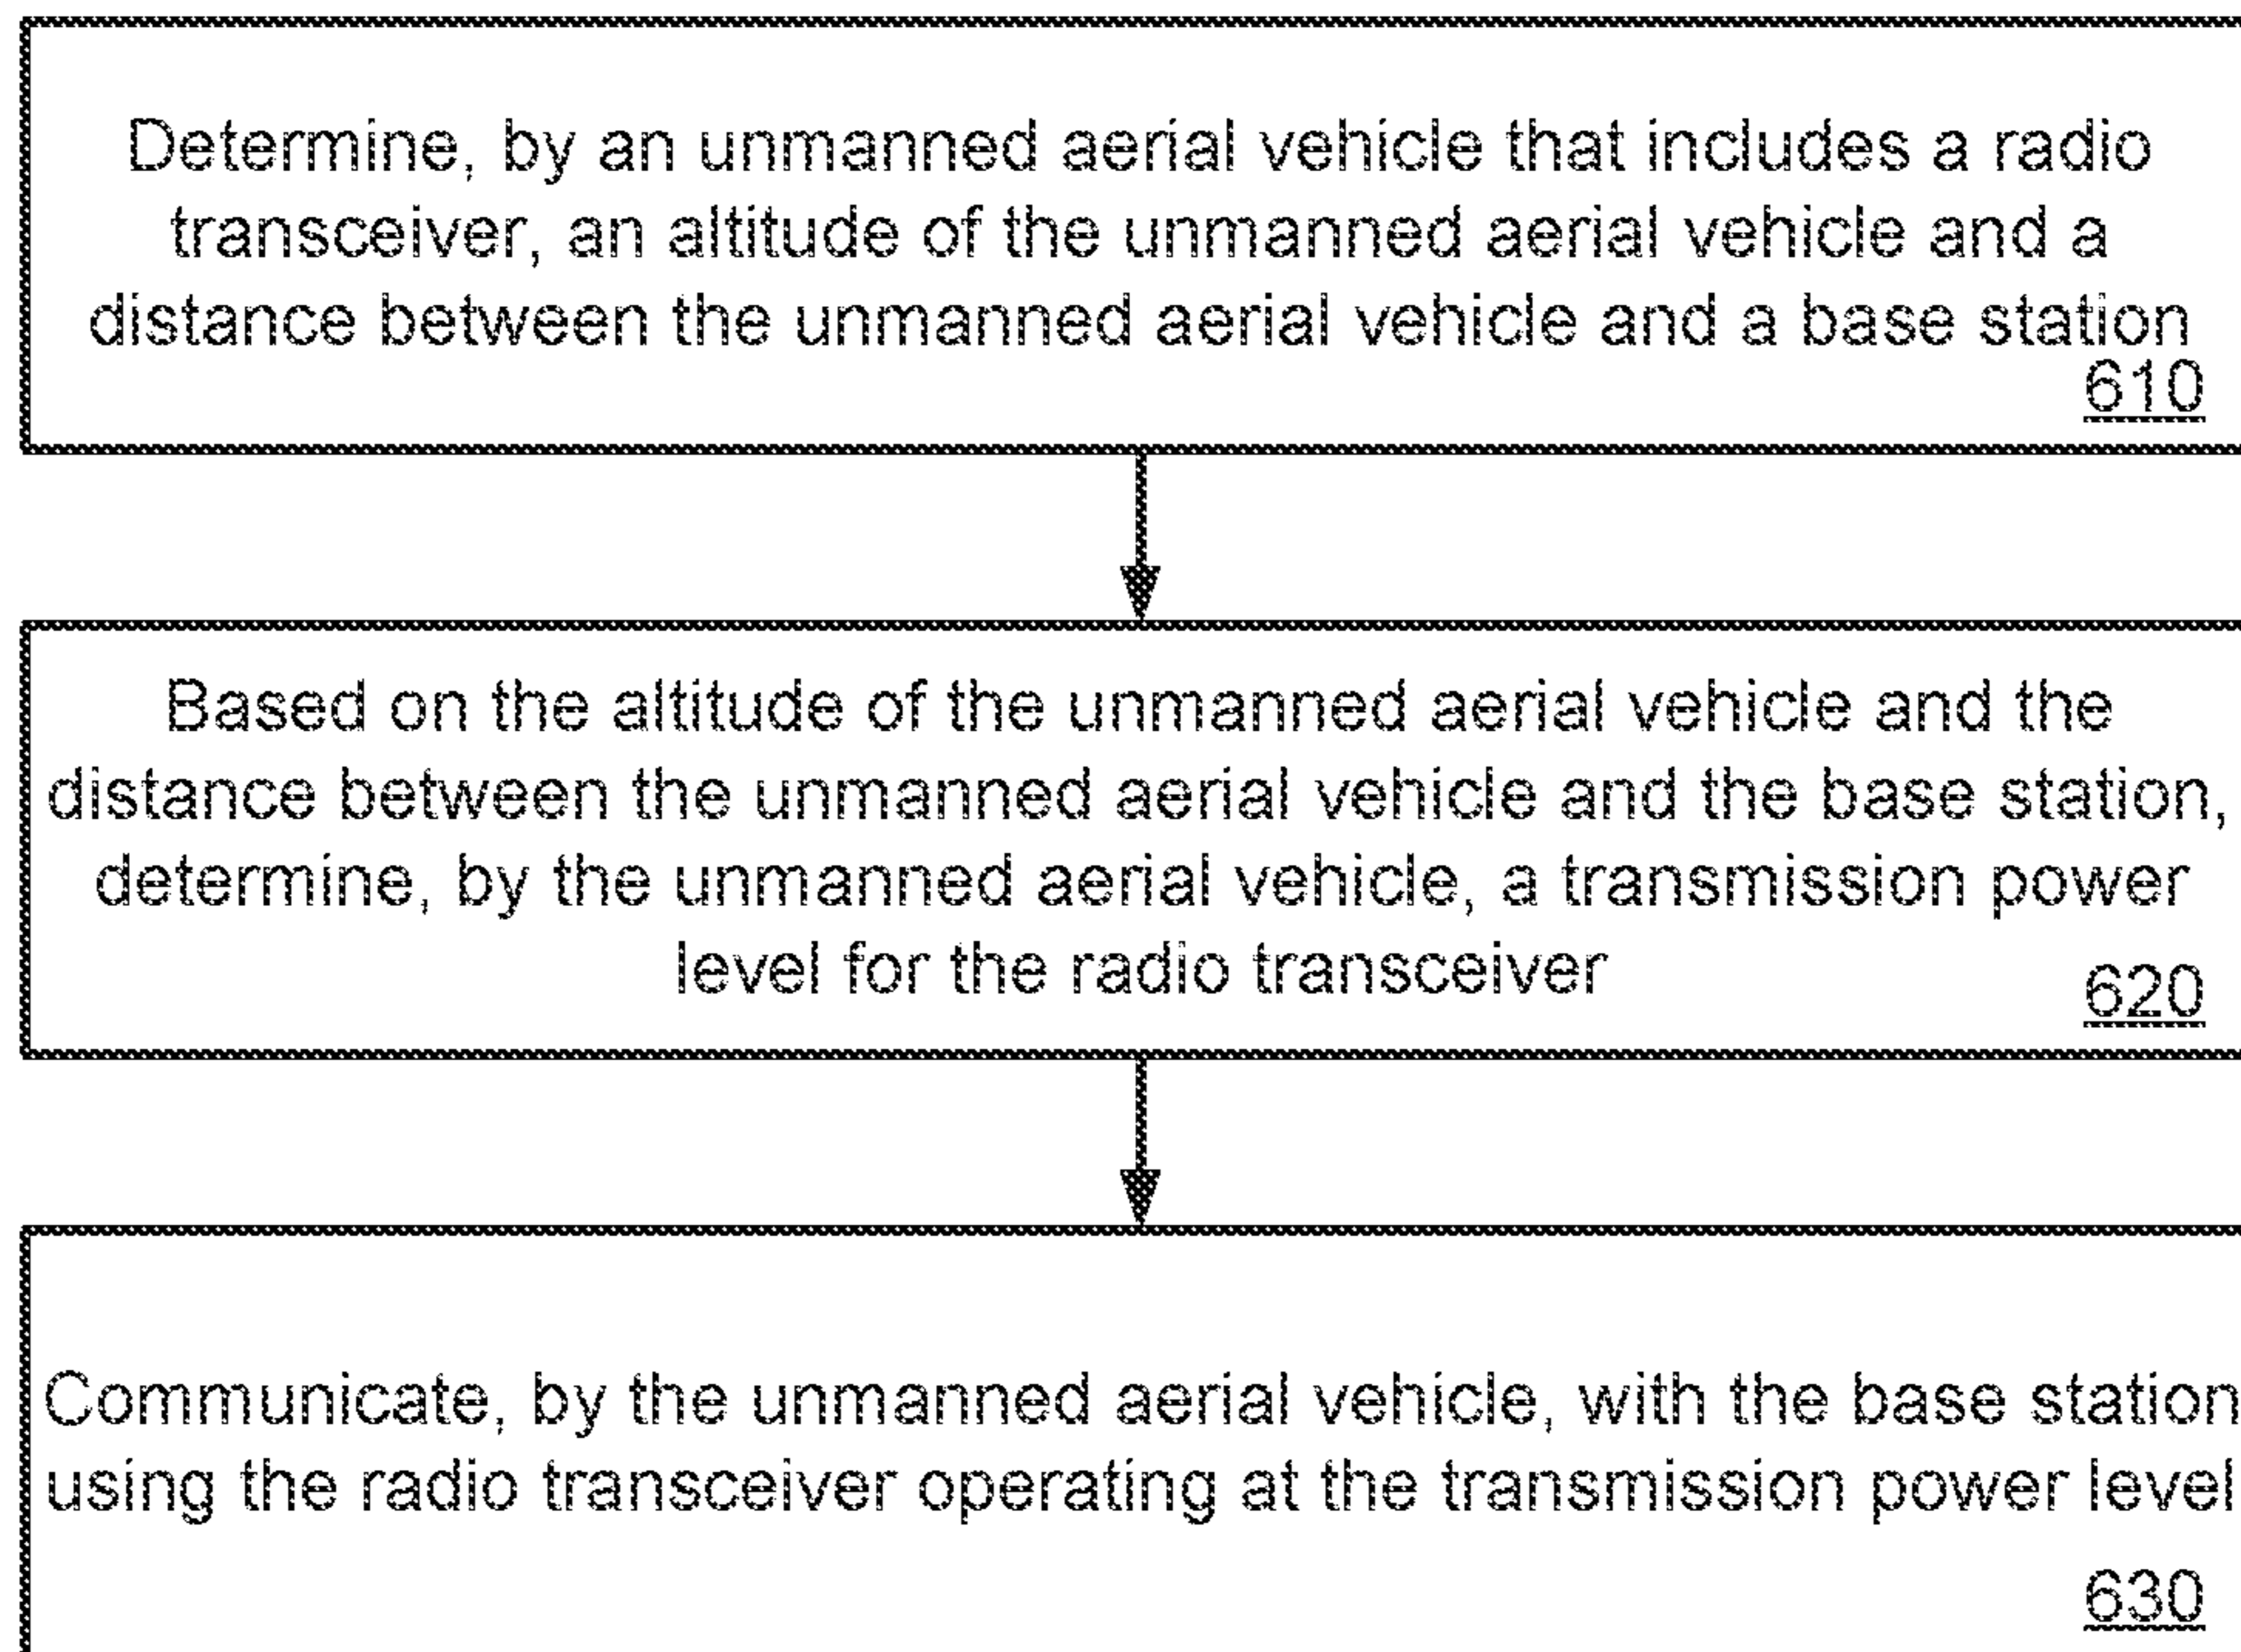 Determine, by an unmanned aerial vehicle that includes a radio
transceiver, an altitude of the unmanned aerial vehicle and a
distance between the unmanned aerial vehicle and a base station
610
Based on the altitude of the unmanned aerial vehicle and the
distance between the unmanned aerial vehicle and the base station,
determine, by the unmanned aerial vehicle, a transmission power
level for the radio transceiver
620
Communicate, by the unmanned aerial vehicle, with the base station
using the radio transceiver operating at the transmission power level
630